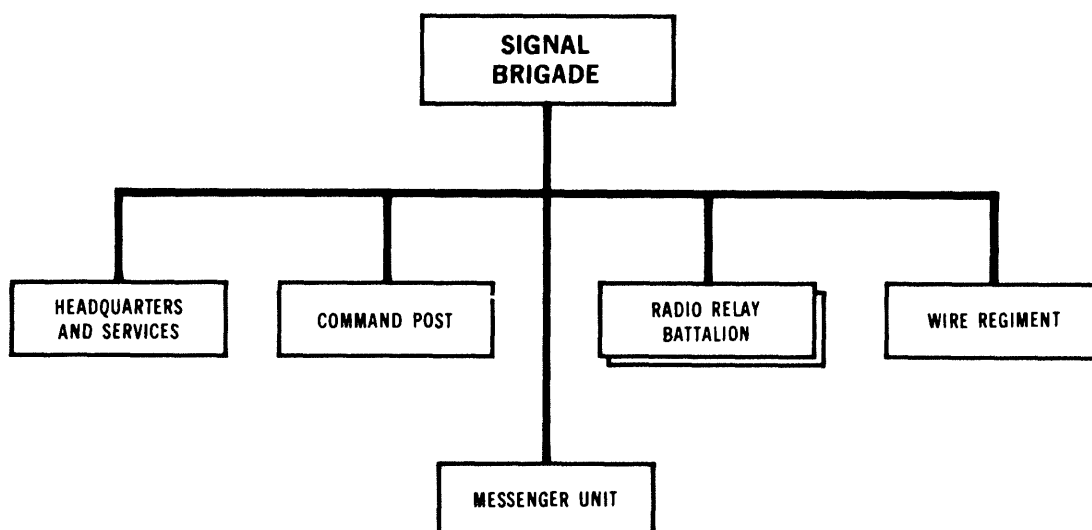 SIGNAL
BRIGADE
HEADQUARTERS
AND SERVICES
COMMAND POST
RADIO RELAY
BATTALION
WIRE REGIMENT
MESSENGER UNIT